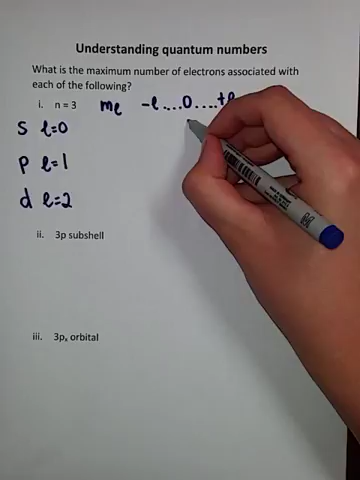 Understanding quantum numbers
What is the maximum number of electrons associated with
each of the following?
i. n = 3 mℓ -ℓ....0....+ℓ
s ℓ=0
p ℓ=1
d ℓ=2
ii. 3p subshell
iii. 3pₓ orbital